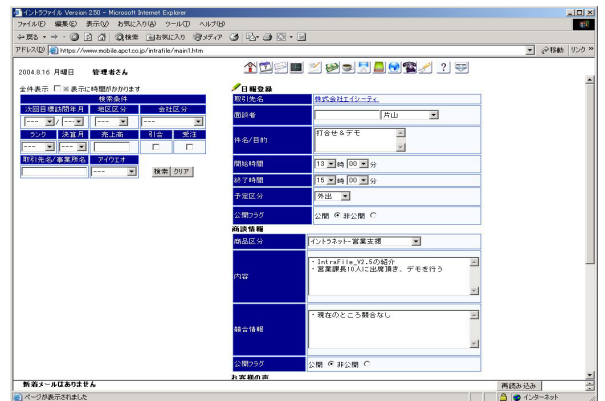 イントラファイル Version 2.50 - Microsoft Internet Explorer
ファイル(F) 編集(E) 表示(V) お気に入り(A) ツール(T) ヘルプ(H)
戻る 検索 お気に入り メディア
アドレス(D) https://www.mobile.apct.co.jp/intrafile/main1.htm 移動 リンク »
2004.8.16 月曜日 管理者さん
全件表示 ※表示に時間がかかります
検索条件
次回目標訪問年月 地区区分 会社区分
--- / --- --- ---
ランク 決算月 売上高 引合 受注
--- ---
取引先名/事業所名 アイウエオ
--- 検索 クリア
日報登録
取引先名 株式会社エイシーティ
面談者 片山
件名/目的 打合せ&デモ
開始時間 13 時 00 分
終了時間 15 時 00 分
予定区分 外出
公開フラグ 公開 非公開
商談情報
商品区分 イントラネット-営業支援
内容 ・IntraFile_V2.5の紹介
・営業課長10人に出席頂き、デモを行う
競合情報 ・現在のところ競合なし
公開フラグ 公開 非公開
お客様の声
新着メールはありません 再読み込み
ページが表示されました インターネット